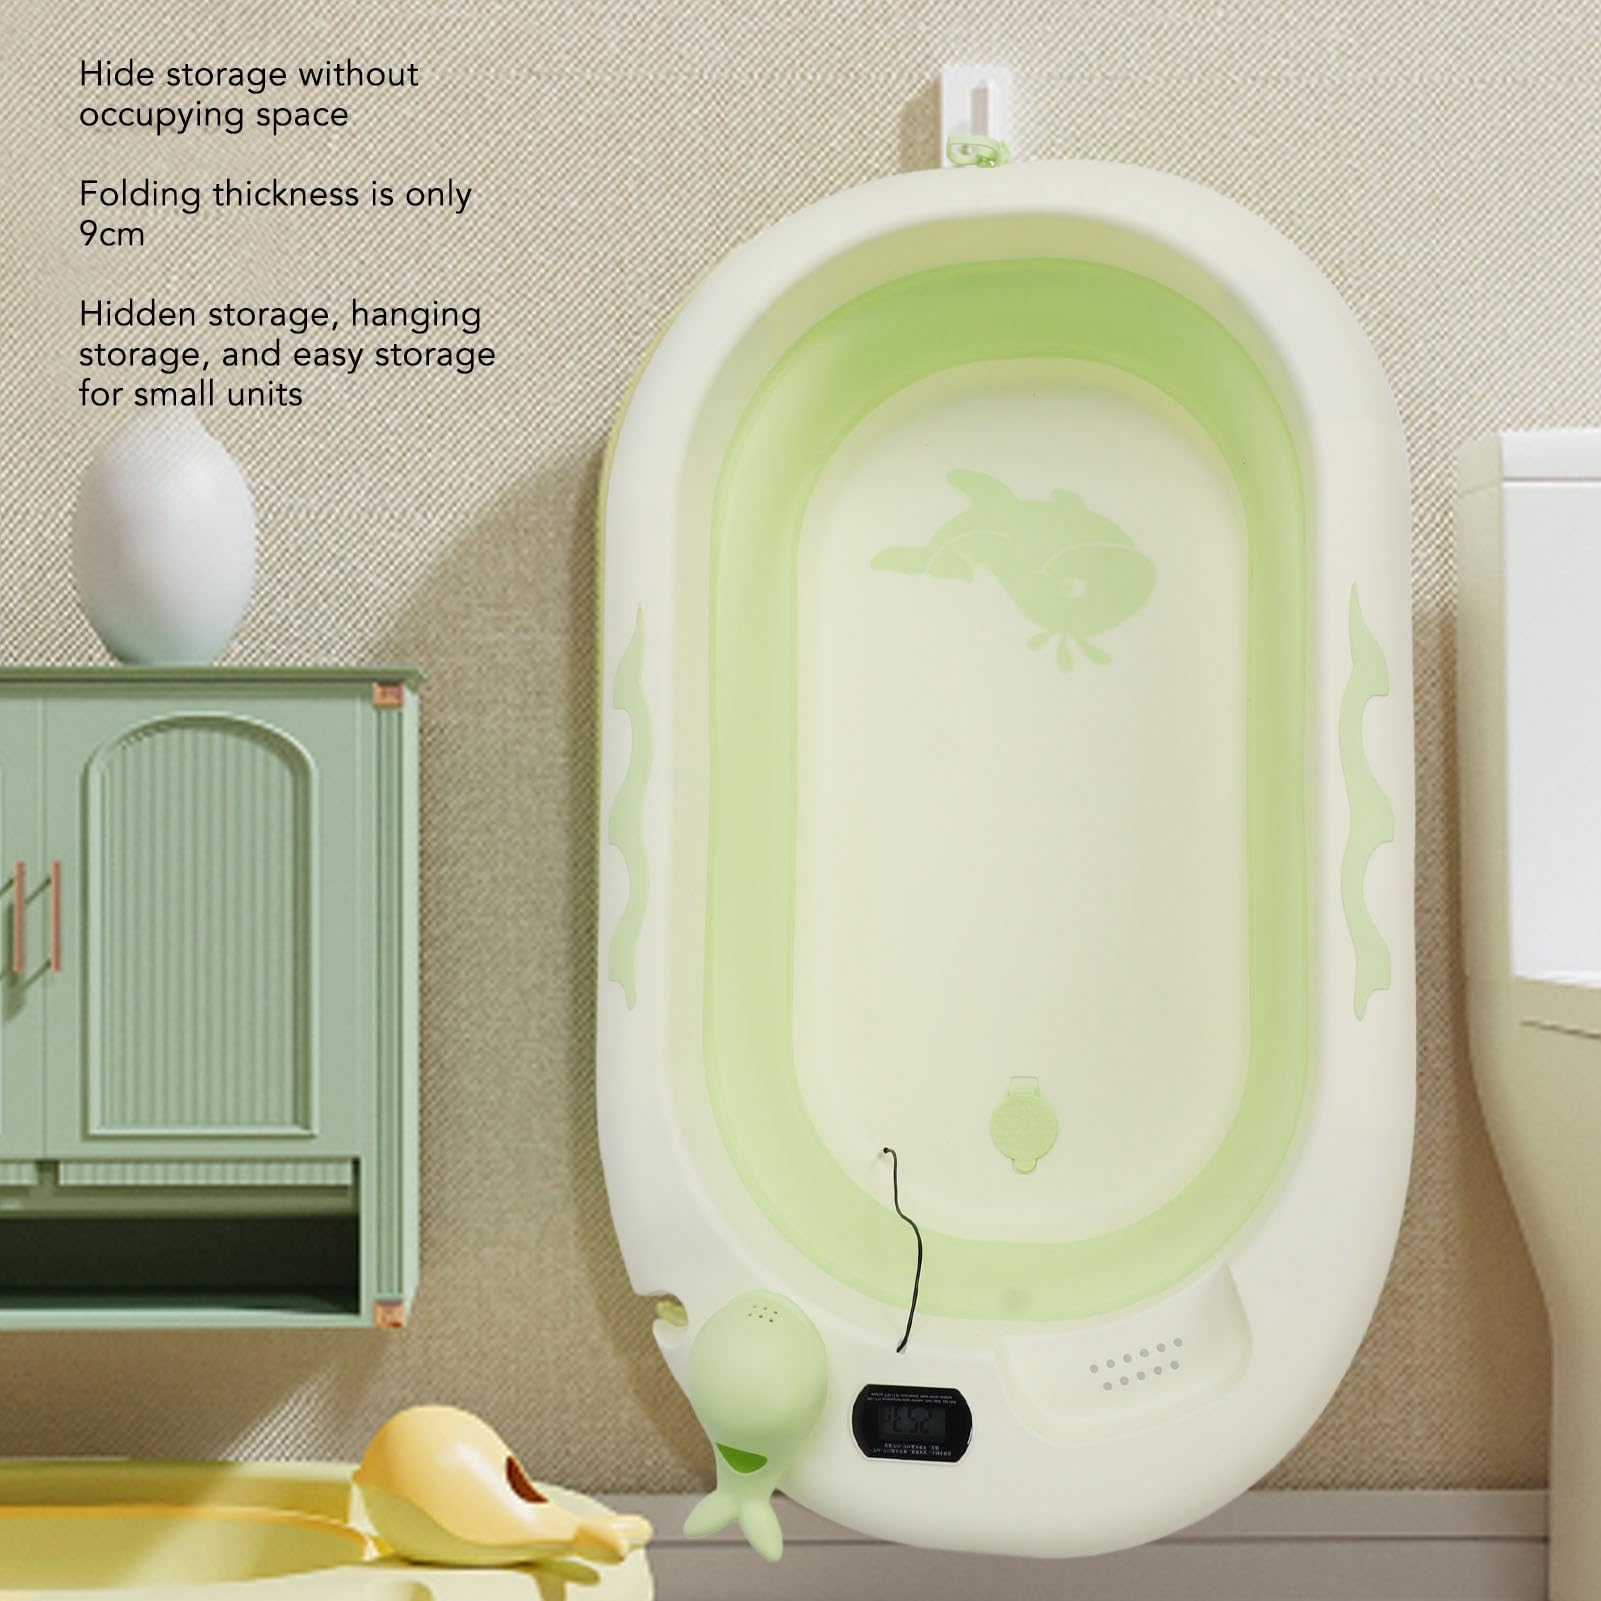 Hide storage without
occupying space
Folding thickness is only
9cm
Hidden storage, hanging
storage, and easy storage
for small units